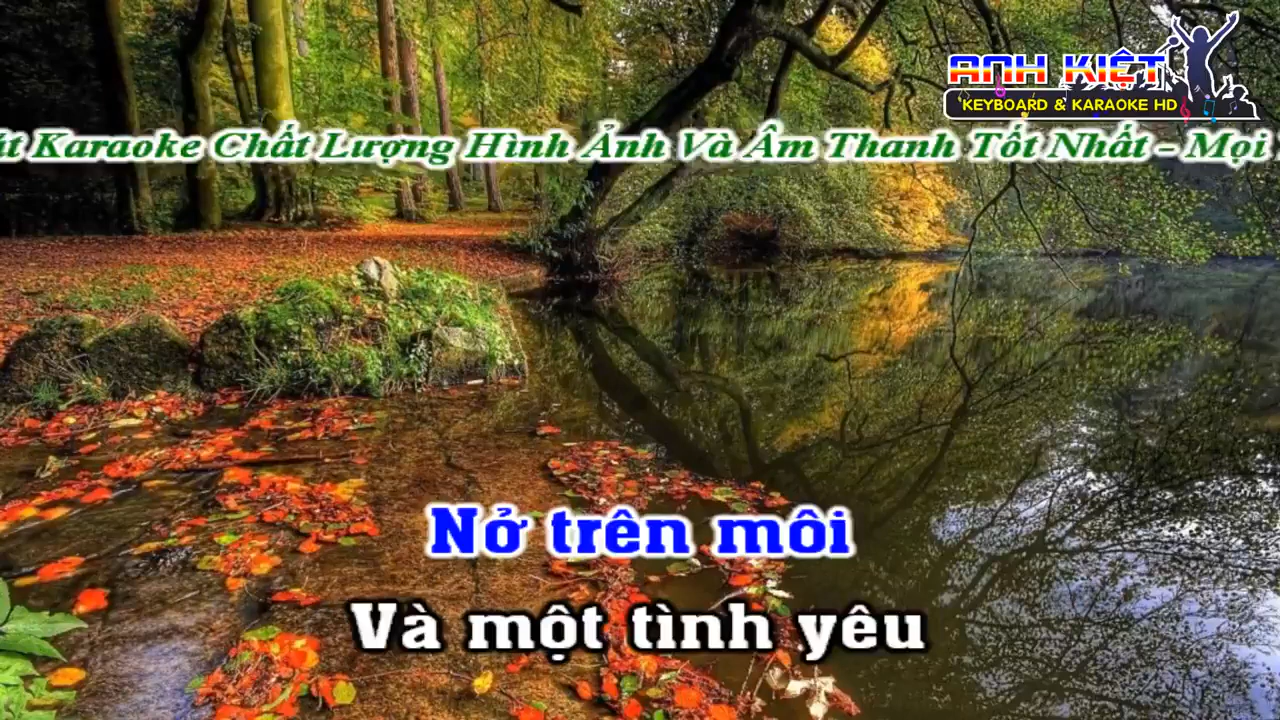 ANH KIỆT
KEYBOARD & KARAOKE HD
Karaoke Chất Lượng Hình Ảnh Và Âm Thanh Tốt Nhất - Mọi
Nở trên môi
Và một tình yêu